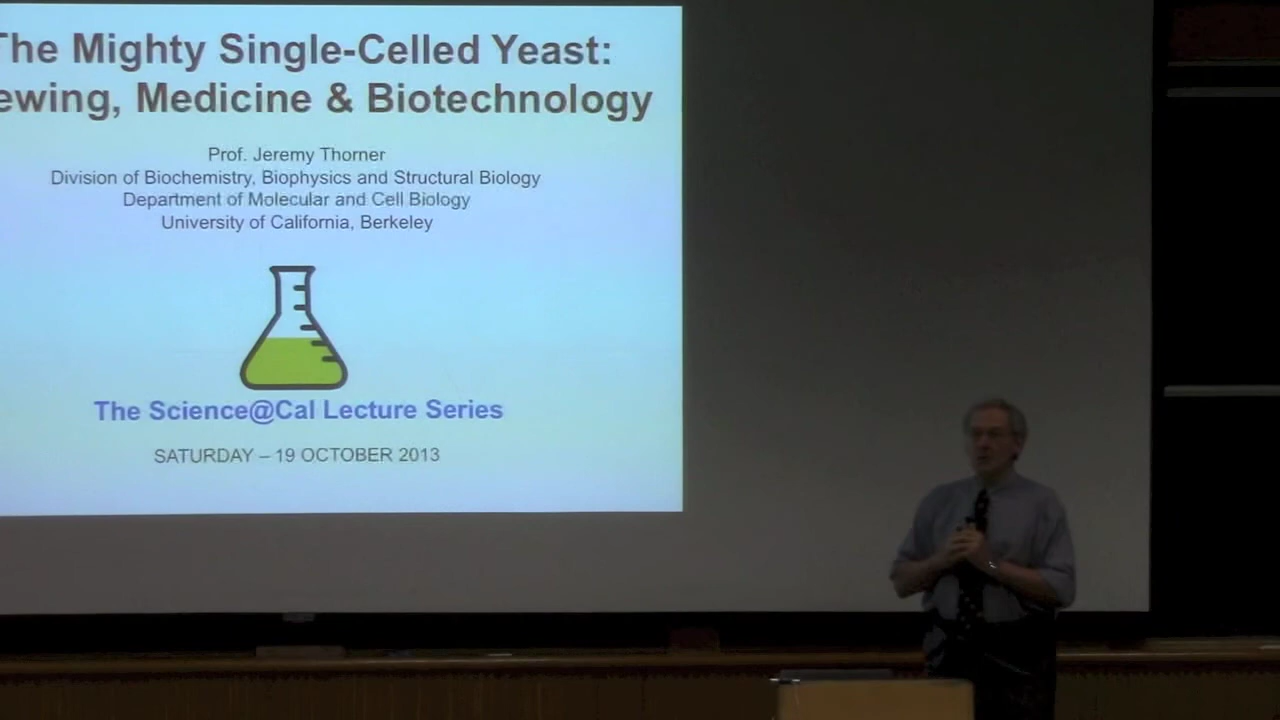 The Mighty Single-Celled Yeast:
ewing, Medicine & Biotechnology
Prof. Jeremy Thorner
Division of Biochemistry, Biophysics and Structural Biology
Department of Molecular and Cell Biology
University of California, Berkeley
The Science@Cal Lecture Series
SATURDAY – 19 OCTOBER 2013